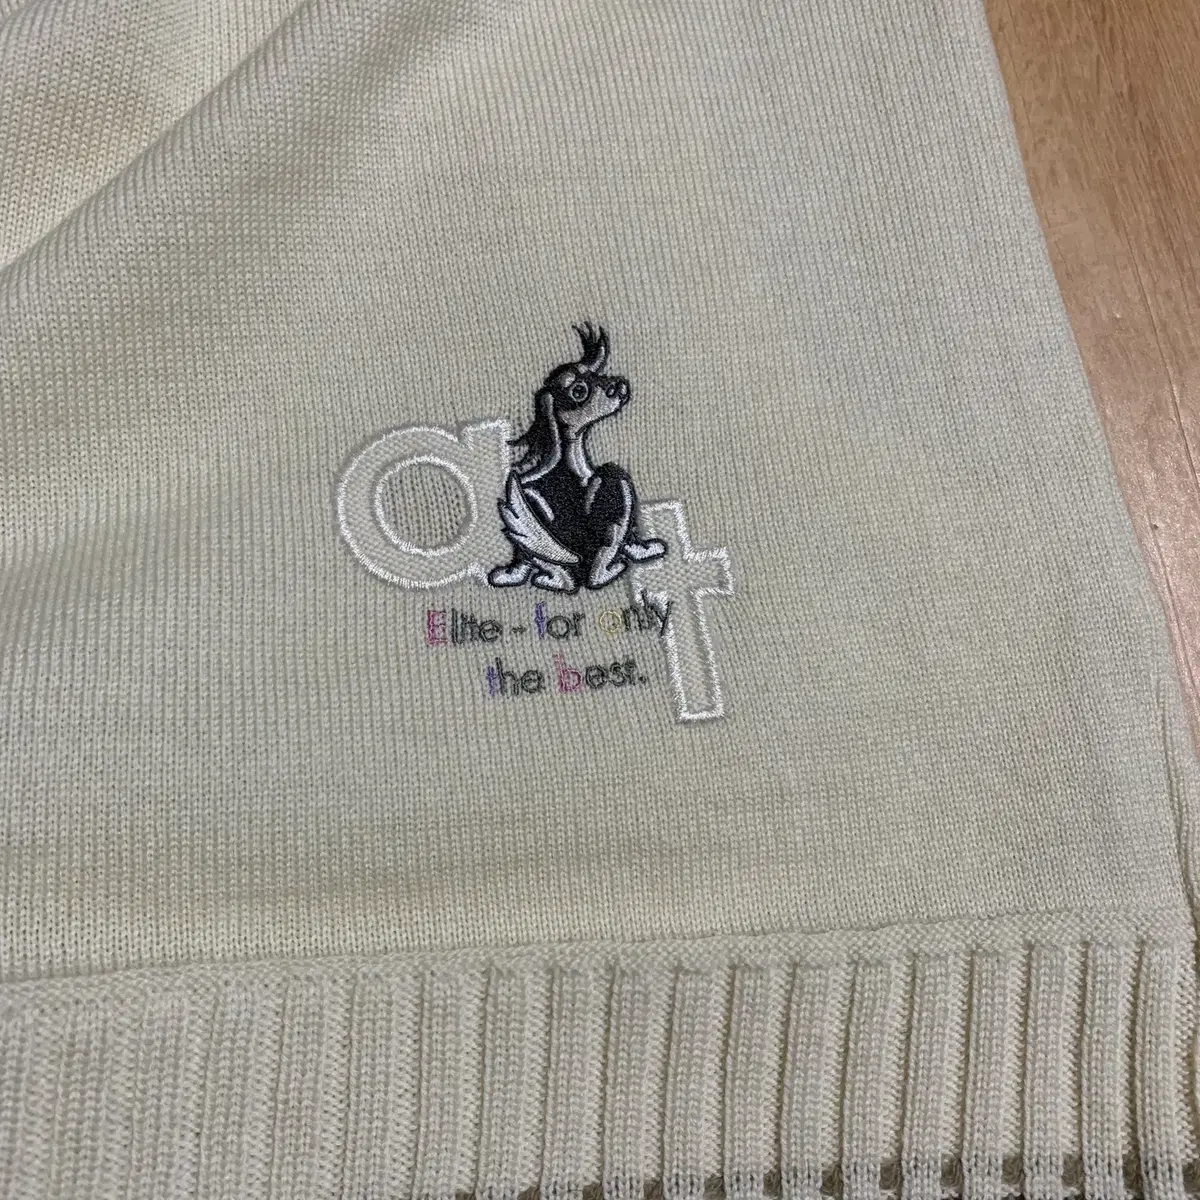 a t
Elite - for only
the best.